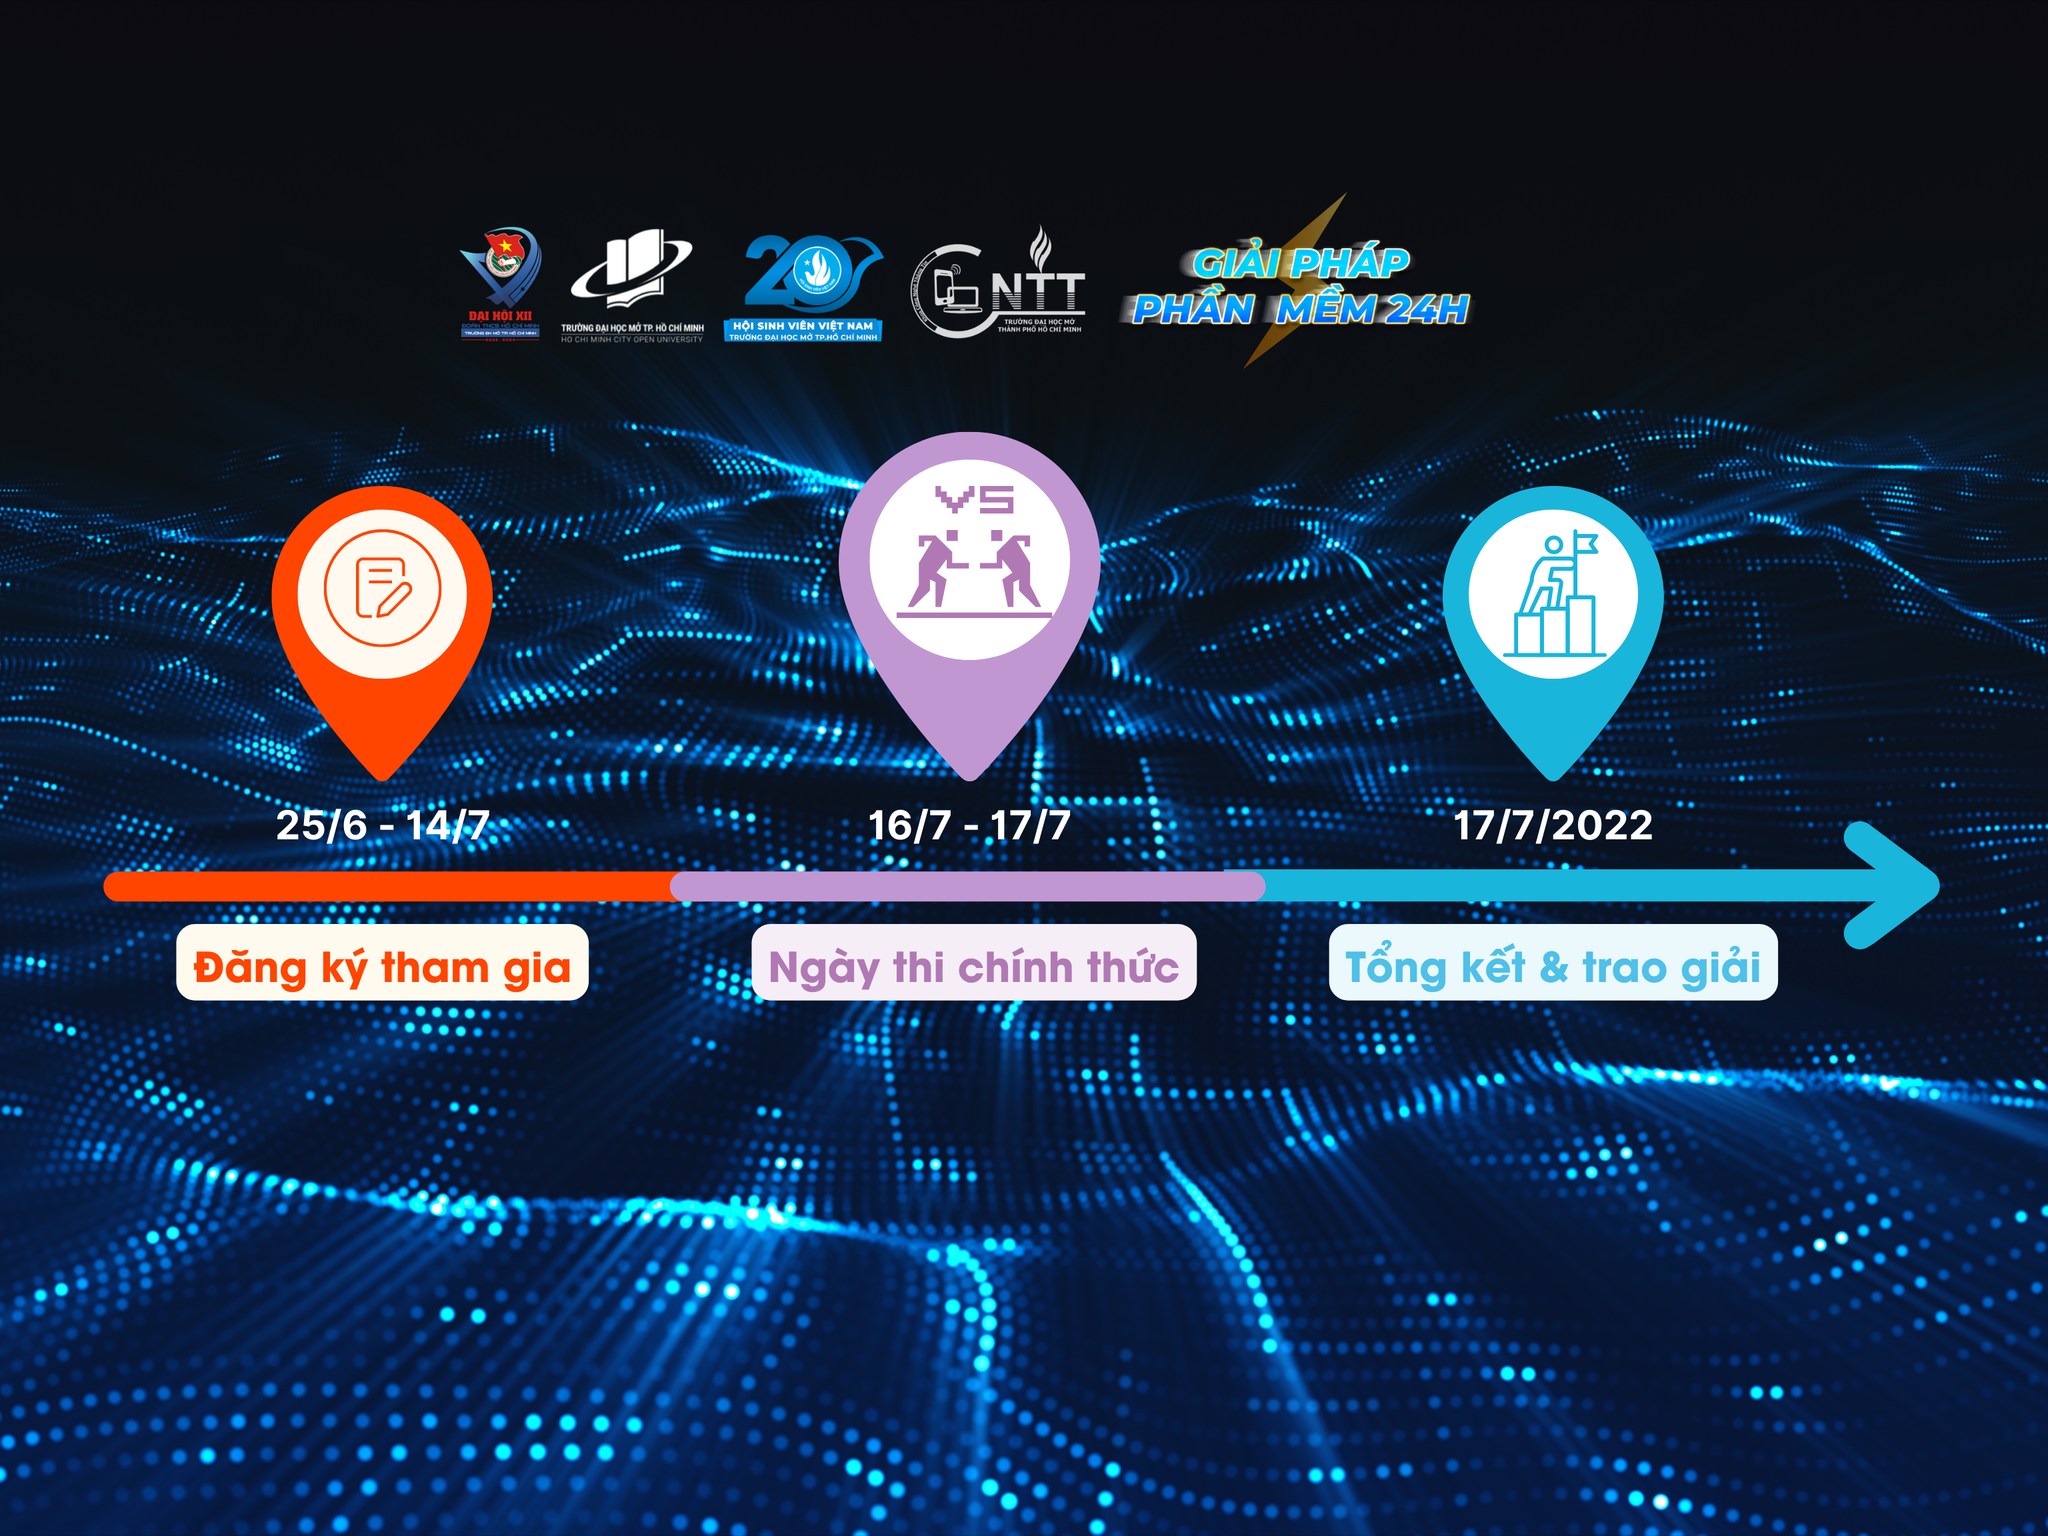 ĐẠI HỘI XII
ĐOÀN TNCS HỒ CHÍ MINH
TRƯỜNG ĐH MỞ TP. HỒ CHÍ MINH
TRƯỜNG ĐẠI HỌC MỞ TP. HỒ CHÍ MINH
HO CHI MINH CITY OPEN UNIVERSITY
20
HỘI SINH VIÊN VIỆT NAM
TRƯỜNG ĐẠI HỌC MỞ TP.HỒ CHÍ MINH
CNTT
TRƯỜNG ĐẠI HỌC MỞ
THÀNH PHỐ HỒ CHÍ MINH
GIẢI PHÁP
PHẦN MỀM 24H
VS
25/6 - 14/7
16/7 - 17/7
17/7/2022
Đăng ký tham gia
Ngày thi chính thức
Tổng kết & trao giải